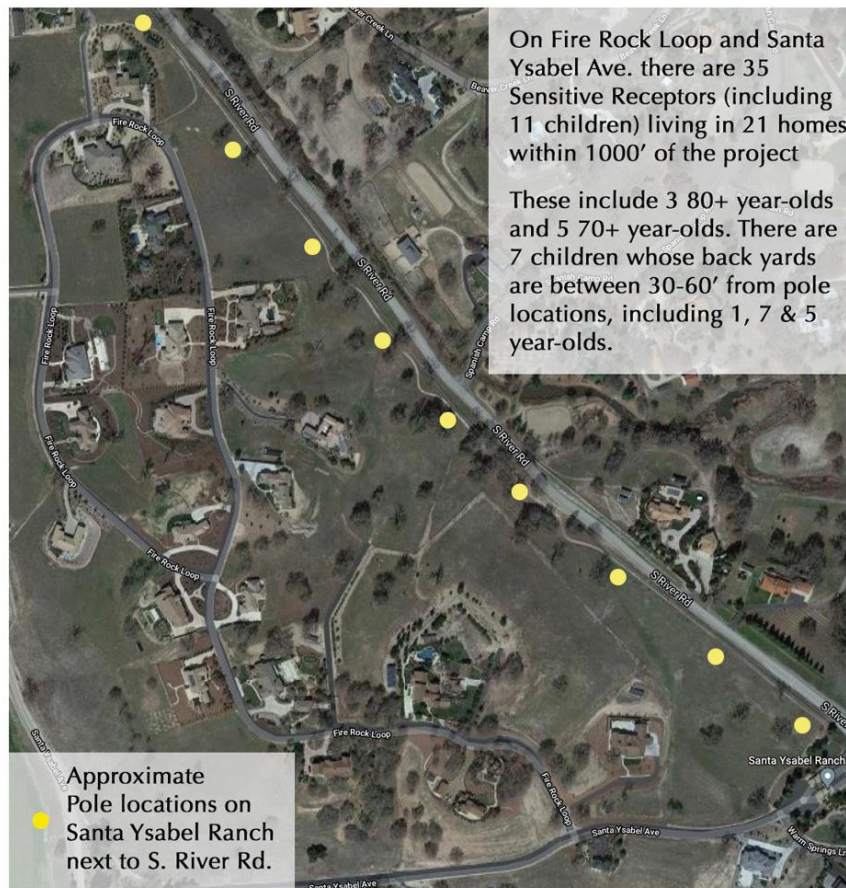 Beaver Creek Ln
Beaver Creek Ln
On Fire Rock Loop and Santa
Ysabel Ave. there are 35
Sensitive Receptors (including
11 children) living in 21 homes
within 1000' of the project
These include 3 80+ year-olds
and 5 70+ year-olds. There are
7 children whose back yards
are between 30-60' from pole
locations, including 1, 7 & 5
year-olds.
S River Rd
Fire Rock Loop
S River Rd
Fire Rock Loop
Fire Rock Loop
Spanish Camp Rd
Fire Rock Loop
S River Rd
Fire Rock Loop
S River Rd
S River
Fire Rock Loop
Santa Ysabel Ranch
Fire Rock Loop
Santa Ysabel Ave
Warm Springs Ln
Santa Ysabel Ave
Approximate
Pole locations on
Santa Ysabel Ranch
next to S. River Rd.